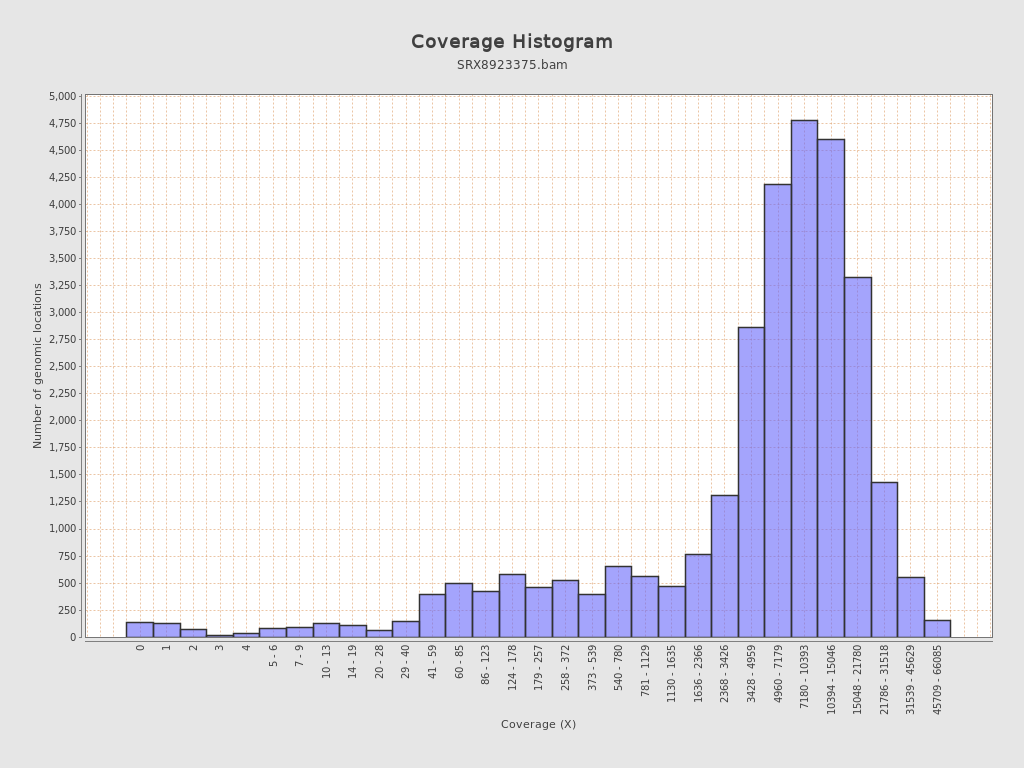 Coverage Histogram
SRX8923375.bam
Number of genomic locations
5,000
4,750
4,500
4,250
4,000
3,750
3,500
3,250
3,000
2,750
2,500
2,250
2,000
1,750
1,500
1,250
1,000
750
500
250
0
0
1
2
3
4
5 - 6
7 - 9
10 - 13
14 - 19
20 - 28
29 - 40
41 - 59
60 - 85
86 - 123
124 - 178
179 - 257
258 - 372
373 - 539
540 - 780
781 - 1129
1130 - 1635
1636 - 2366
2368 - 3426
3428 - 4959
4960 - 7179
7180 - 10393
10394 - 15046
15048 - 21780
21786 - 31518
31539 - 45629
45709 - 66085
Coverage (X)